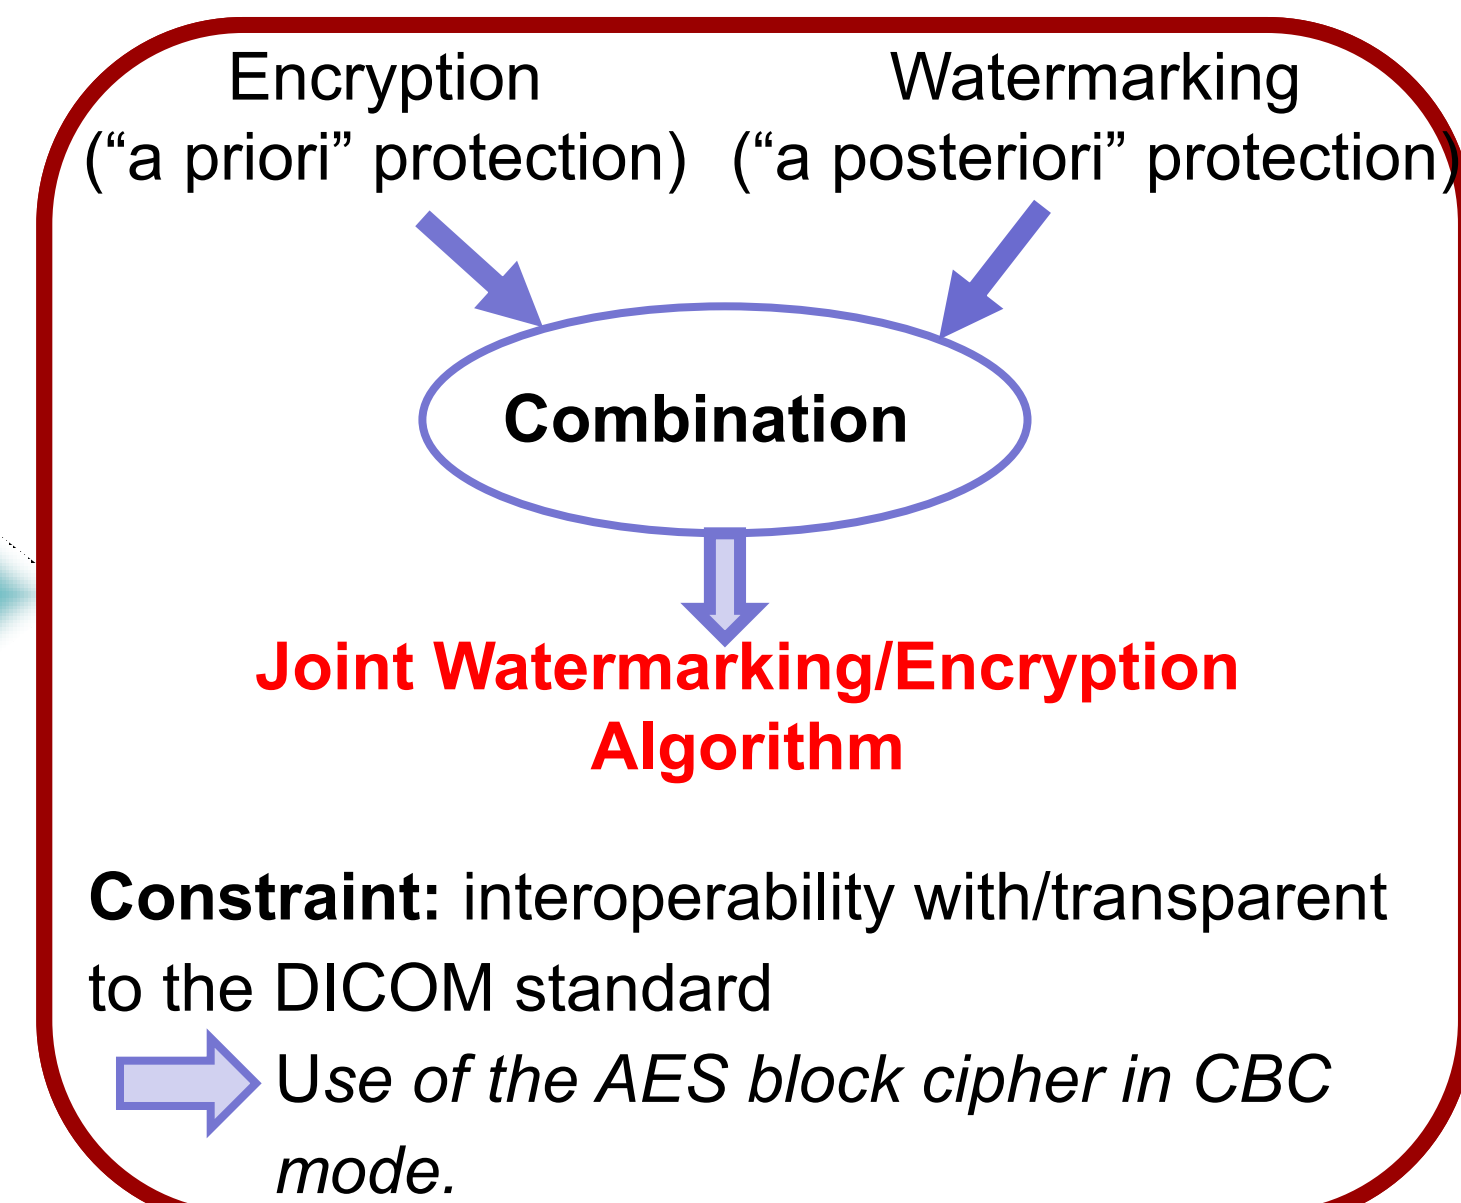 Encryption
(“a priori” protection)
Watermarking
(“a posteriori” protection)
Combination
Joint Watermarking/Encryption
Algorithm
Constraint: interoperability with/transparent
to the DICOM standard
Use of the AES block cipher in CBC
mode.